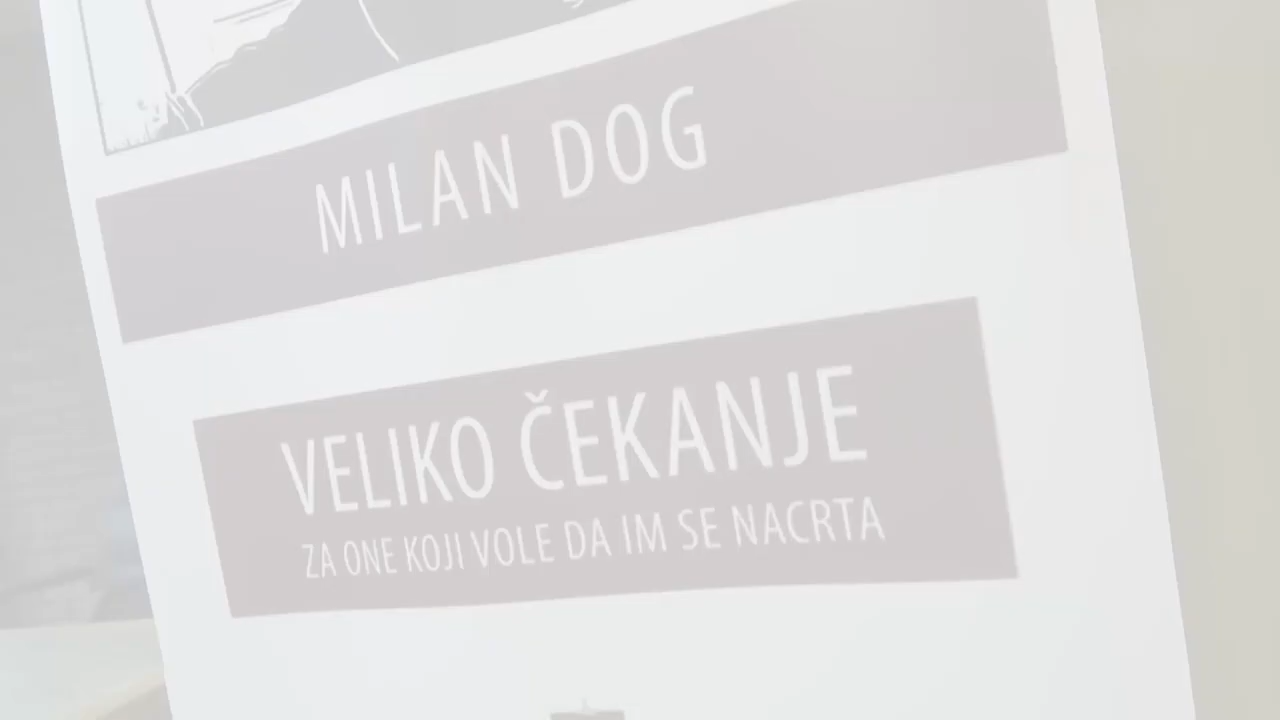 MILAN DOG
VELIKO ČEKANJE
ZA ONE KOJI VOLE DA IM SE NACRTA